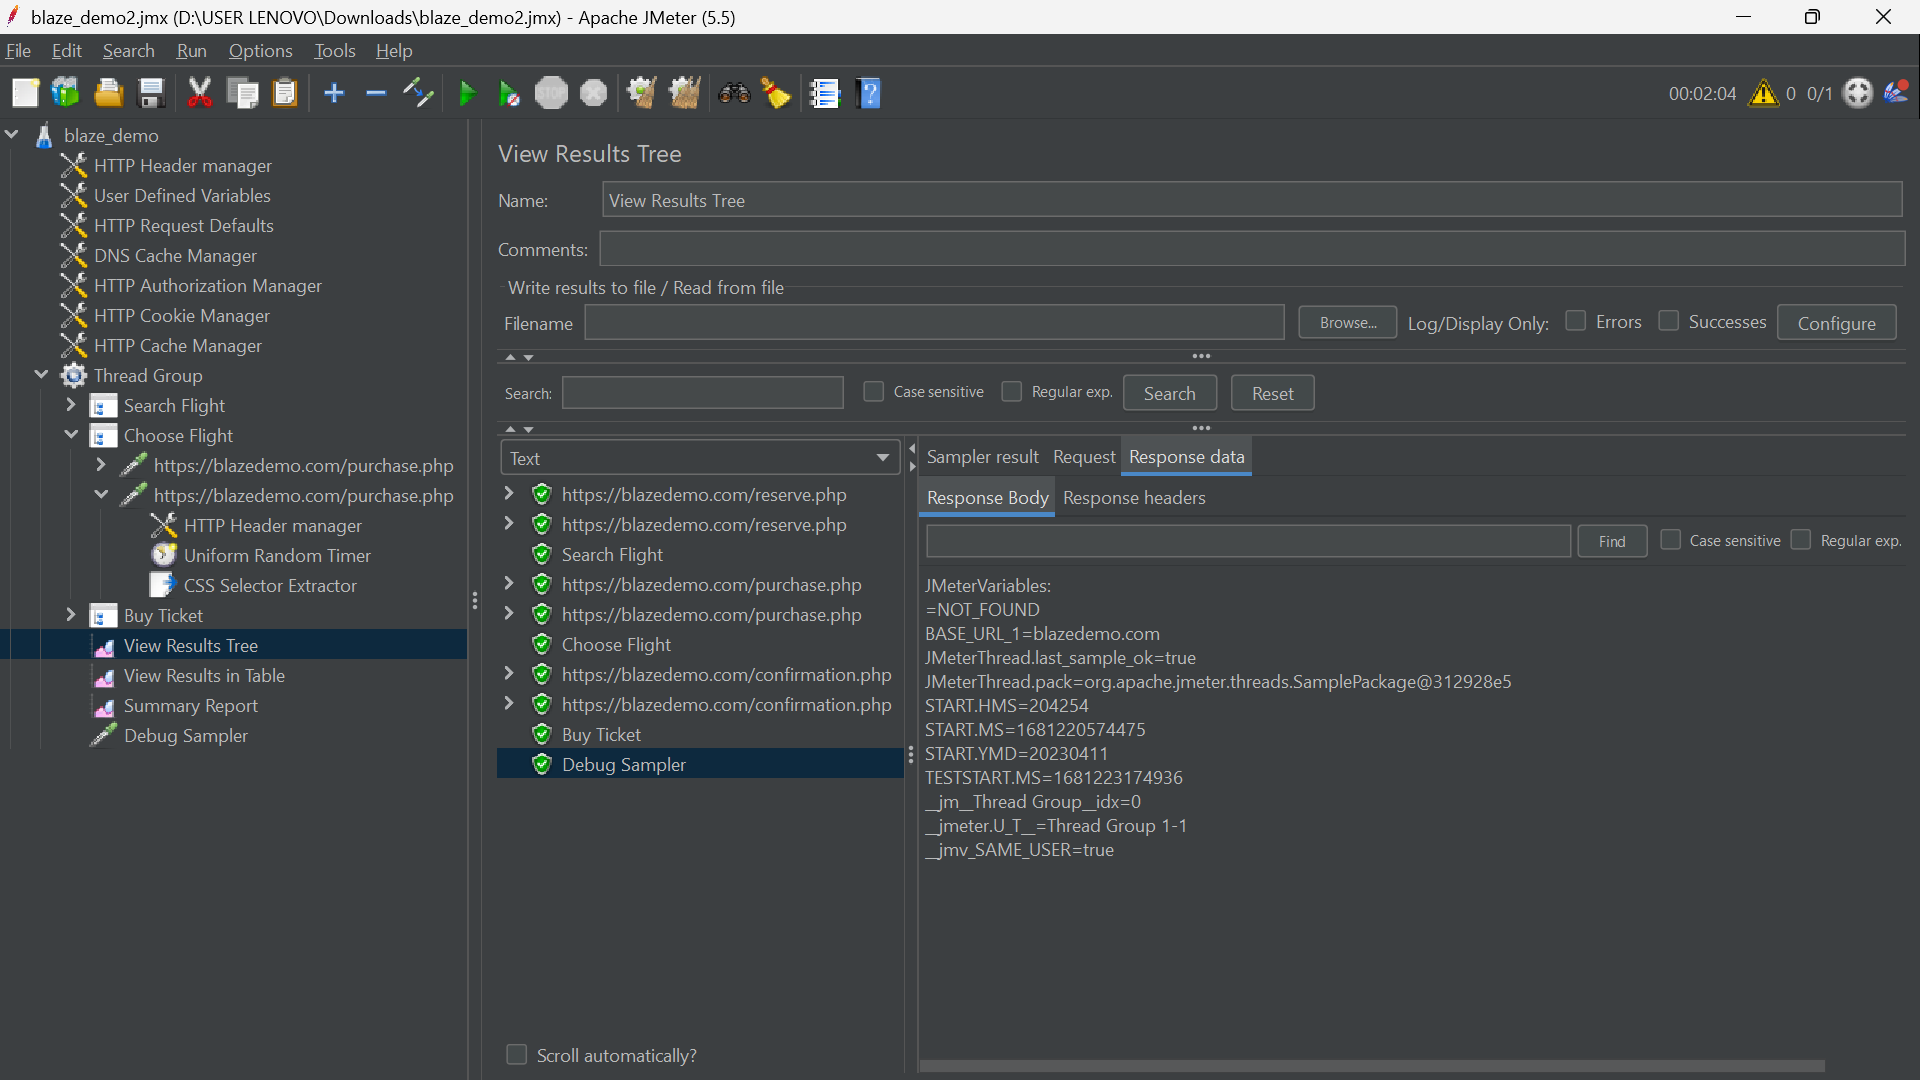 blaze_demo2.jmx (D:\USER LENOVO\Downloads\blaze_demo2.jmx) - Apache JMeter (5.5)
File Edit Search Run Options Tools Help
STOP
00:02:04 0 0/1
blaze_demo
HTTP Header manager
User Defined Variables
HTTP Request Defaults
DNS Cache Manager
HTTP Authorization Manager
HTTP Cookie Manager
HTTP Cache Manager
Thread Group
Search Flight
Choose Flight
https://blazedemo.com/purchase.php
https://blazedemo.com/purchase.php
HTTP Header manager
Uniform Random Timer
CSS Selector Extractor
Buy Ticket
View Results Tree
View Results in Table
Summary Report
Debug Sampler
View Results Tree
Name: View Results Tree
Comments:
Write results to file / Read from file
Filename Browse... Log/Display Only: Errors Successes Configure
Search: Case sensitive Regular exp. Search Reset
Text
https://blazedemo.com/reserve.php
https://blazedemo.com/reserve.php
Search Flight
https://blazedemo.com/purchase.php
https://blazedemo.com/purchase.php
Choose Flight
https://blazedemo.com/confirmation.php
https://blazedemo.com/confirmation.php
Buy Ticket
Debug Sampler
Scroll automatically?
Sampler result Request Response data
Response Body Response headers
Find Case sensitive Regular exp.
JMeterVariables:
=NOT_FOUND
BASE_URL_1=blazedemo.com
JMeterThread.last_sample_ok=true
JMeterThread.pack=org.apache.jmeter.threads.SamplePackage@312928e5
START.HMS=204254
START.MS=1681220574475
START.YMD=20230411
TESTSTART.MS=1681223174936
__jm__Thread Group__idx=0
__jmeter.U_T__=Thread Group 1-1
__jmv_SAME_USER=true